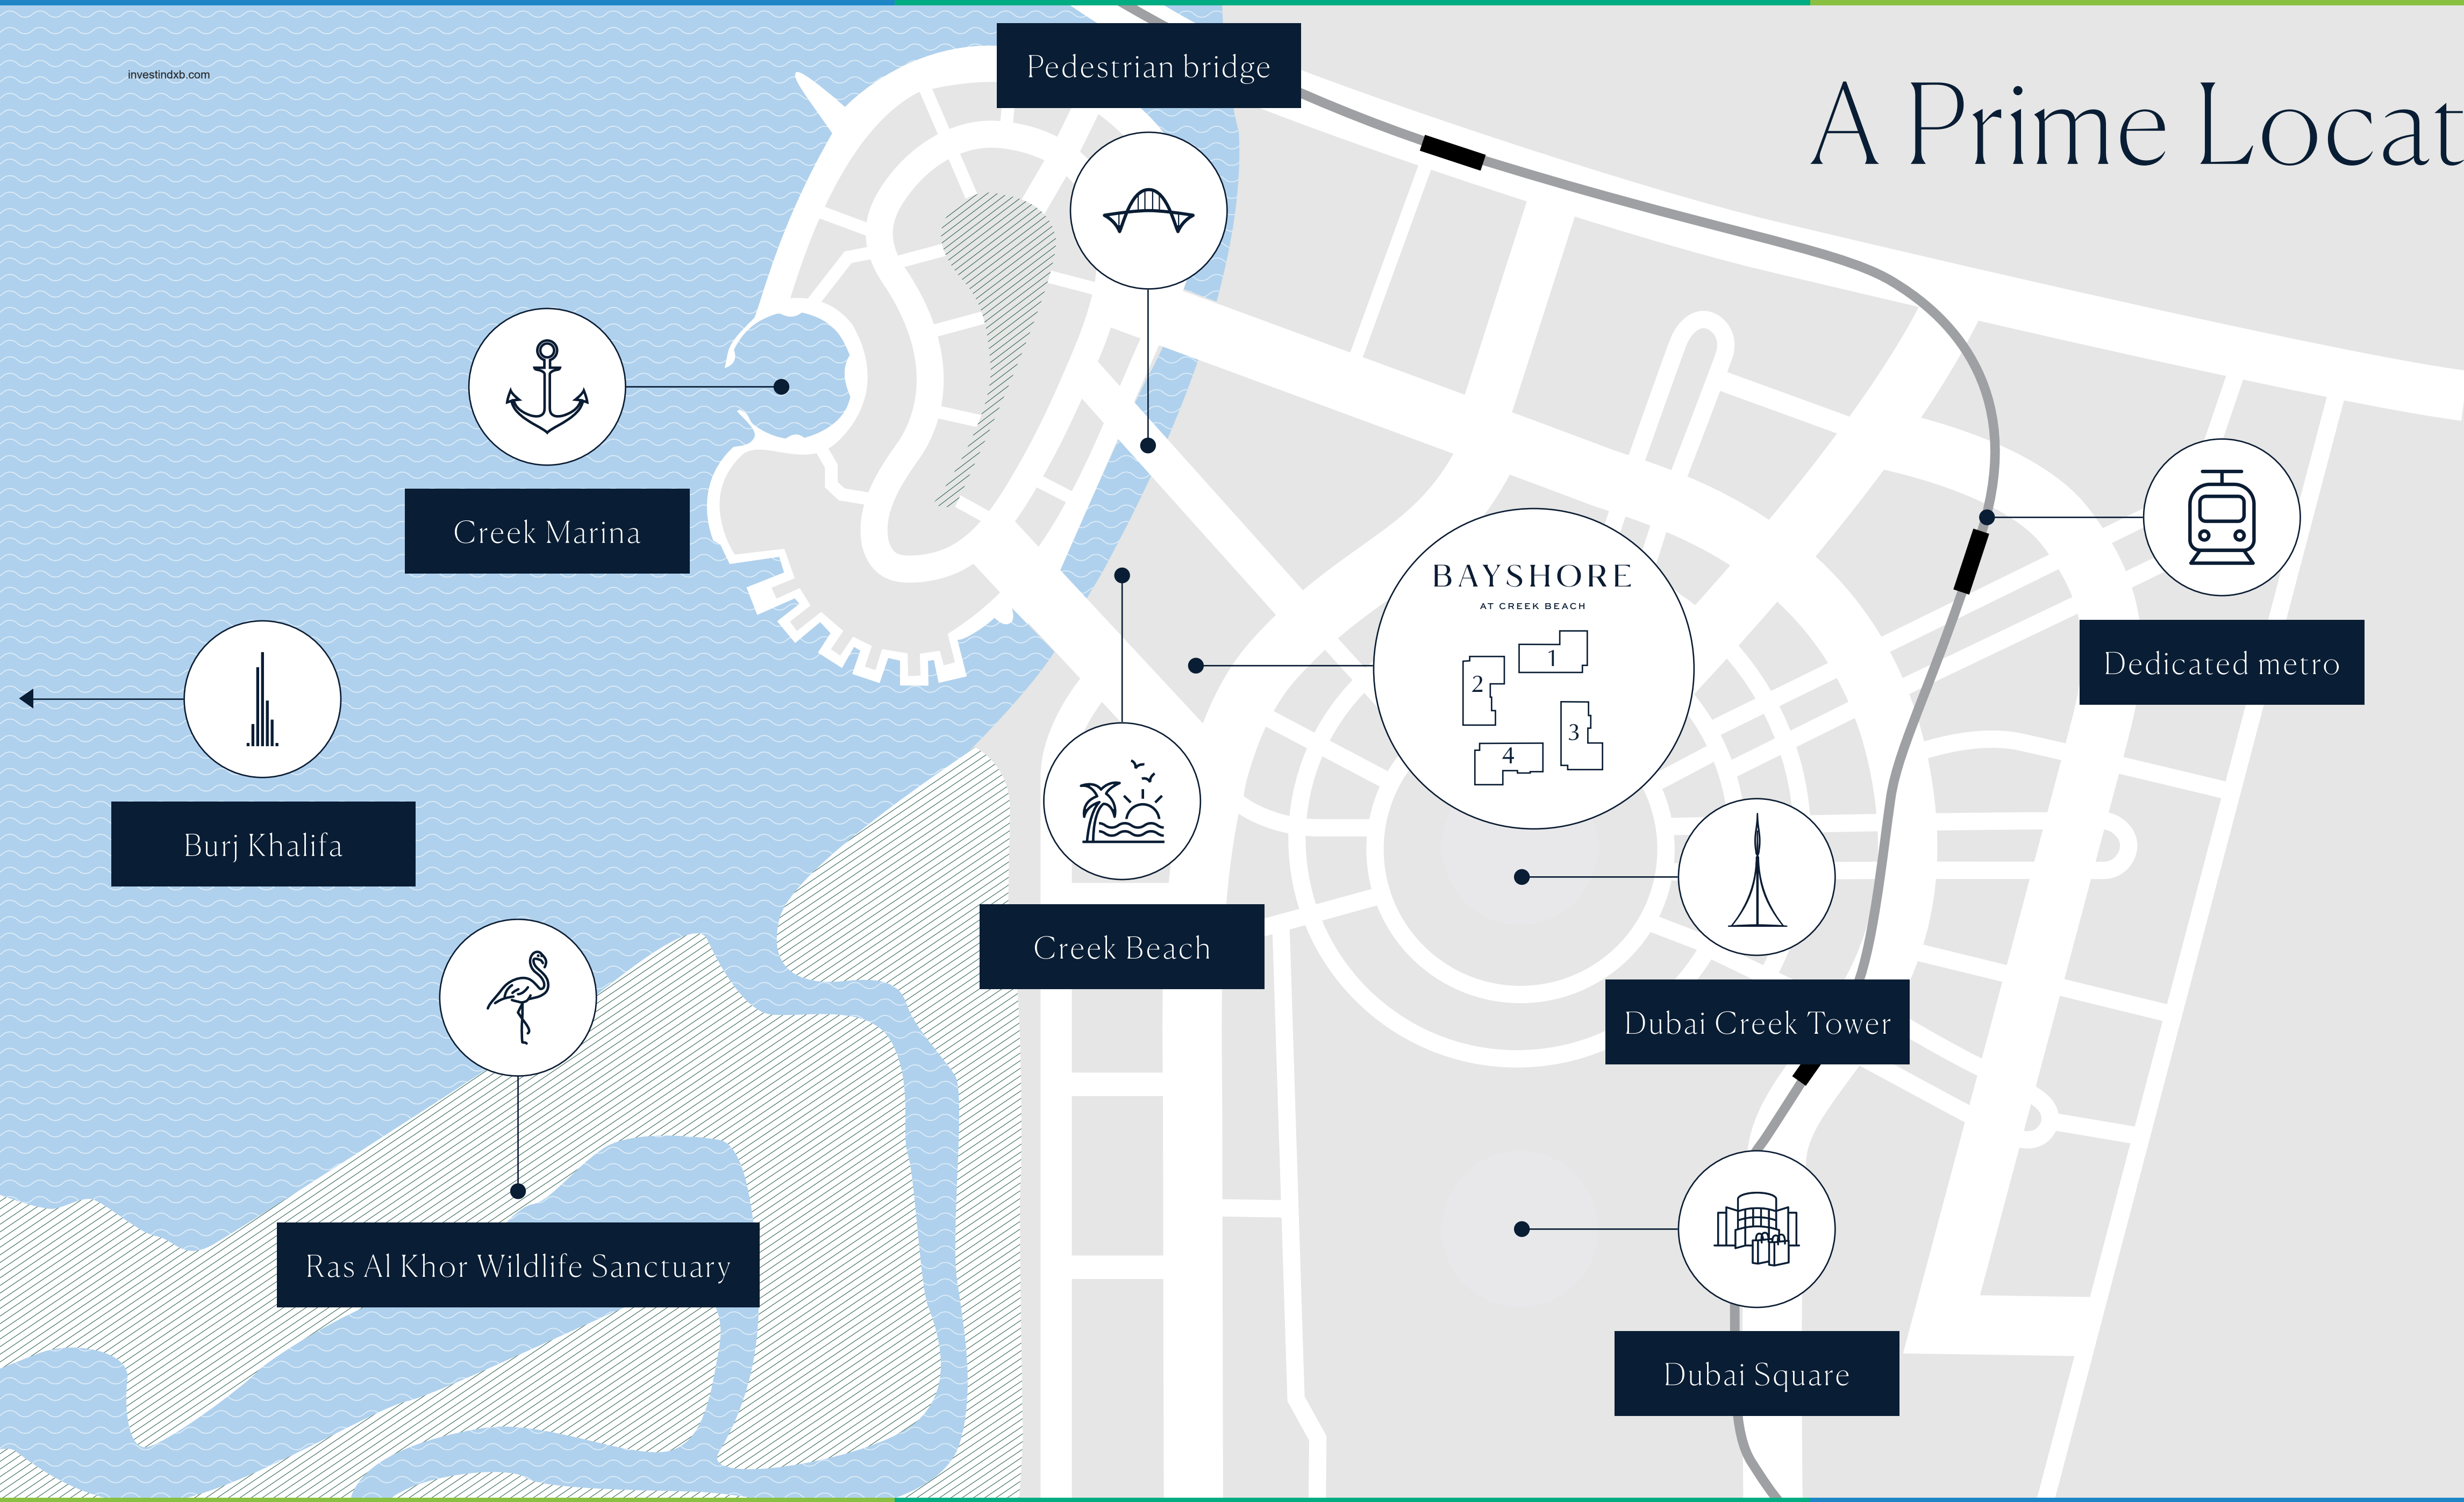 investindxb.com
Pedestrian bridge
A Prime Locat
Creek Marina
BAYSHORE
AT CREEK BEACH
1
2
3
4
Dedicated metro
Burj Khalifa
Creek Beach
Dubai Creek Tower
Ras Al Khor Wildlife Sanctuary
Dubai Square